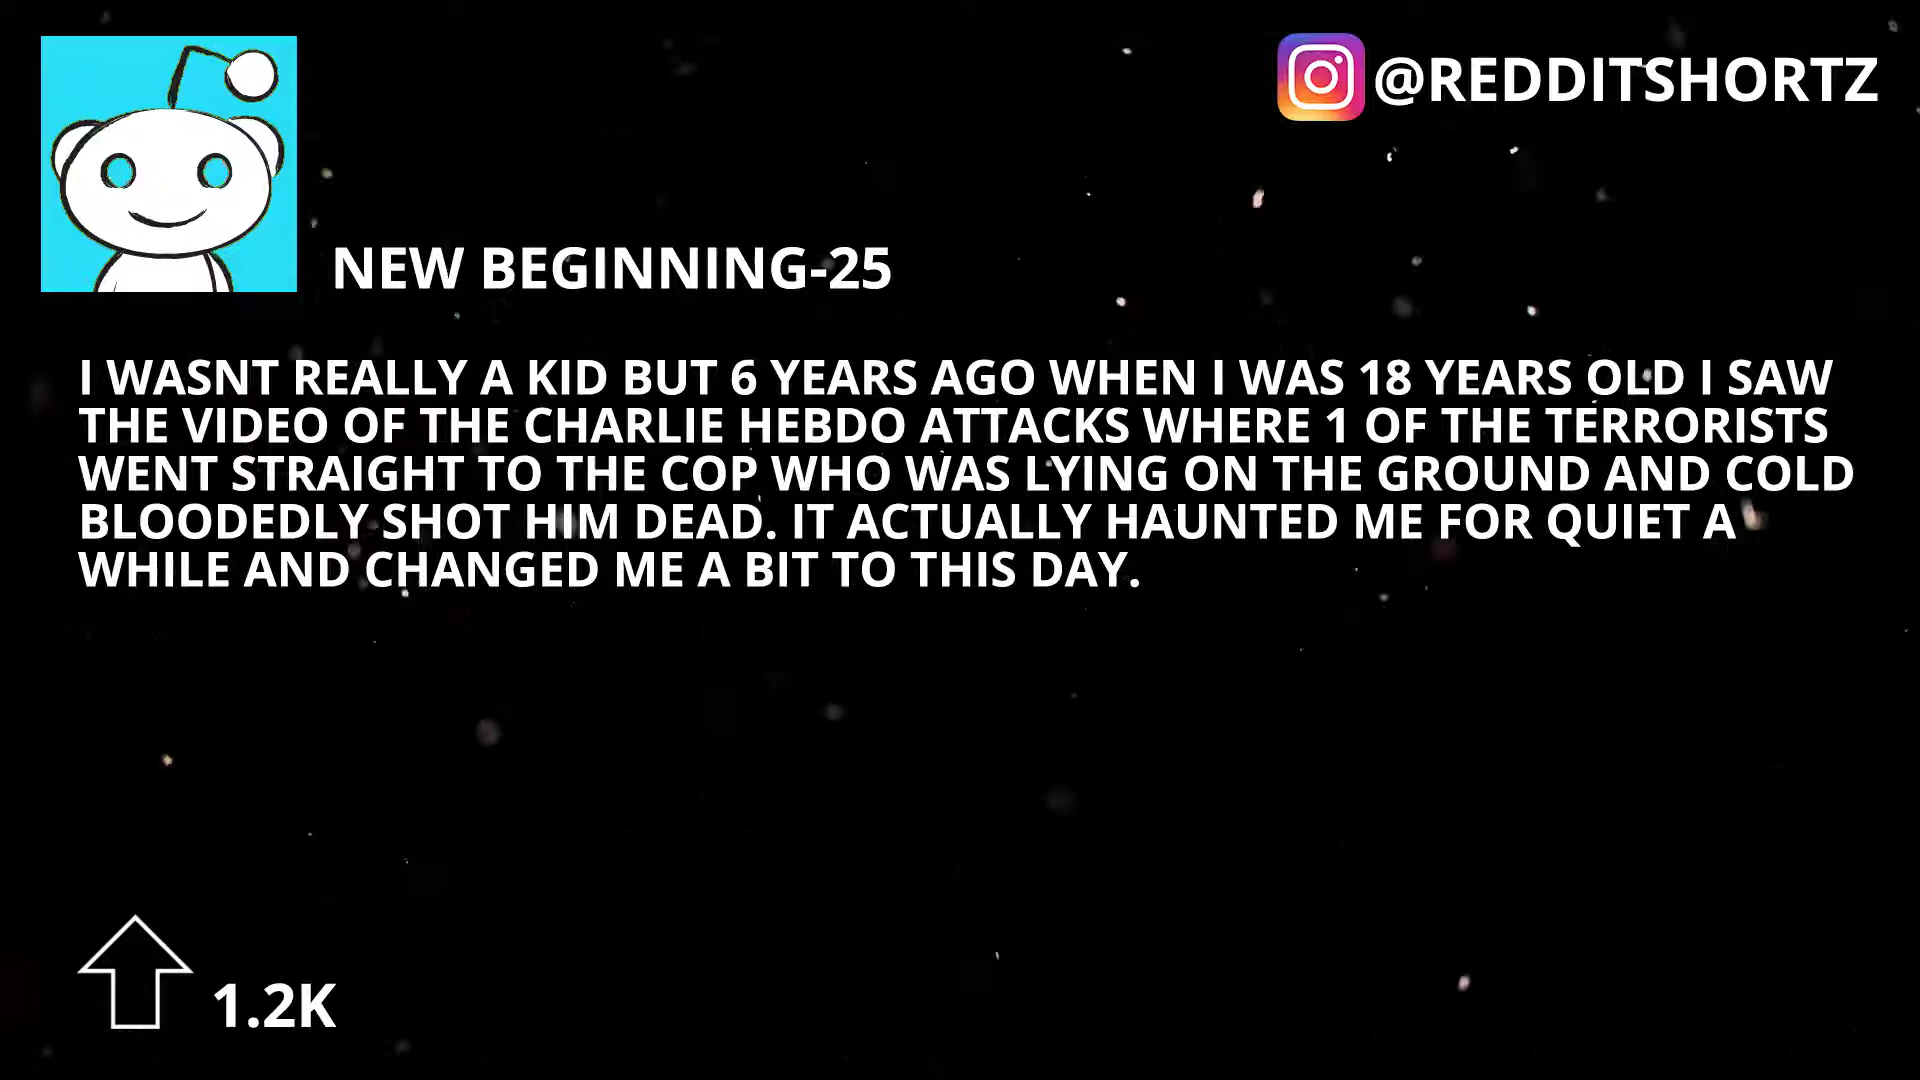 @REDDITSHORTZ
NEW BEGINNING-25
I WASNT REALLY A KID BUT 6 YEARS AGO WHEN I WAS 18 YEARS OLD I SAW
THE VIDEO OF THE CHARLIE HEBDO ATTACKS WHERE 1 OF THE TERRORISTS
WENT STRAIGHT TO THE COP WHO WAS LYING ON THE GROUND AND COLD
BLOODEDLY SHOT HIM DEAD. IT ACTUALLY HAUNTED ME FOR QUIET A
WHILE AND CHANGED ME A BIT TO THIS DAY.
1.2K